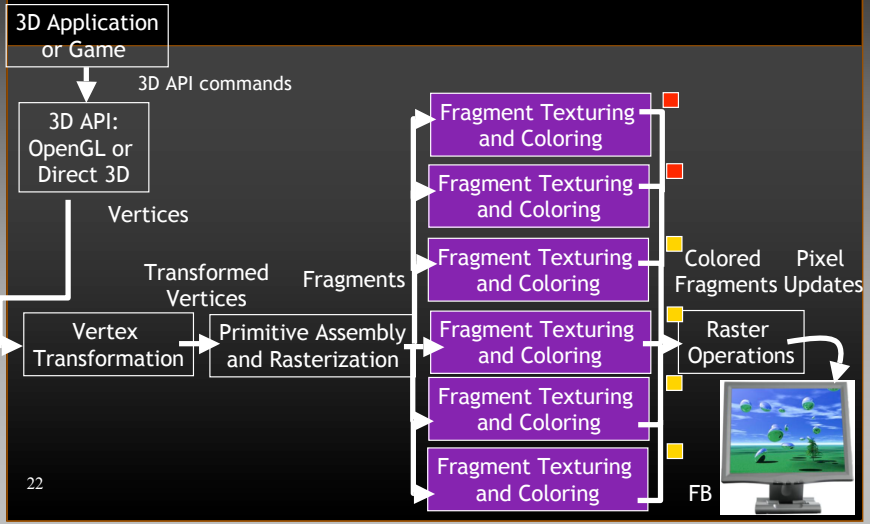 3D Application
or Game
3D API commands
3D API:
OpenGL or
Direct 3D
Vertices
Vertex
Transformation
Transformed
Vertices
Primitive Assembly
and Rasterization
Fragments
Fragment Texturing
and Coloring
Fragment Texturing
and Coloring
Fragment Texturing
and Coloring
Fragment Texturing
and Coloring
Fragment Texturing
and Coloring
Fragment Texturing
and Coloring
Colored
Fragments
Raster
Operations
Pixel
Updates
FB
22